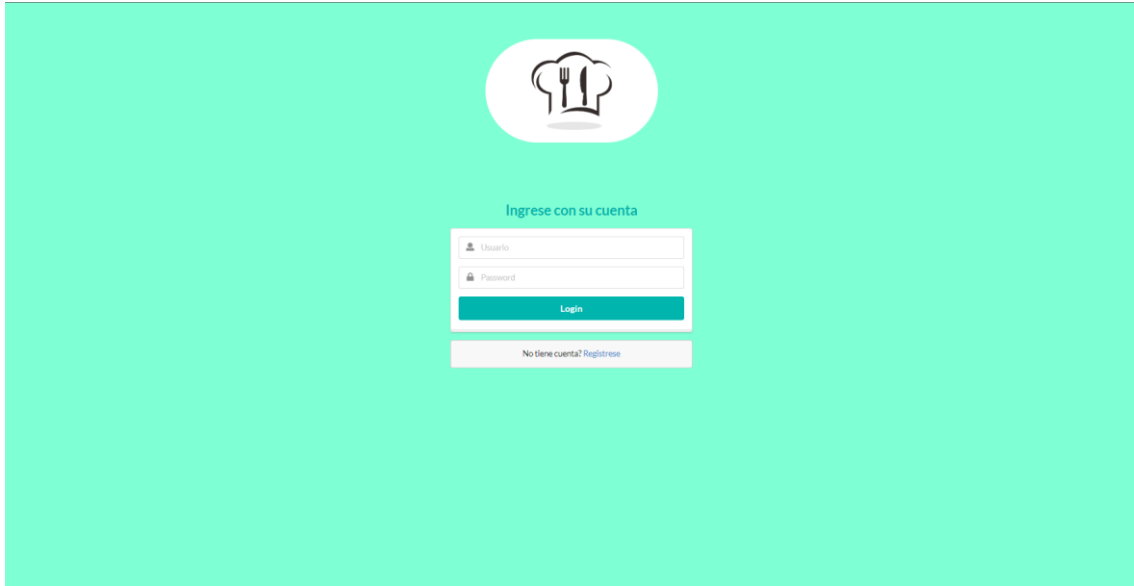 Ingrese con su cuenta
Usuario
Password
Login
No tiene cuenta? Registrese